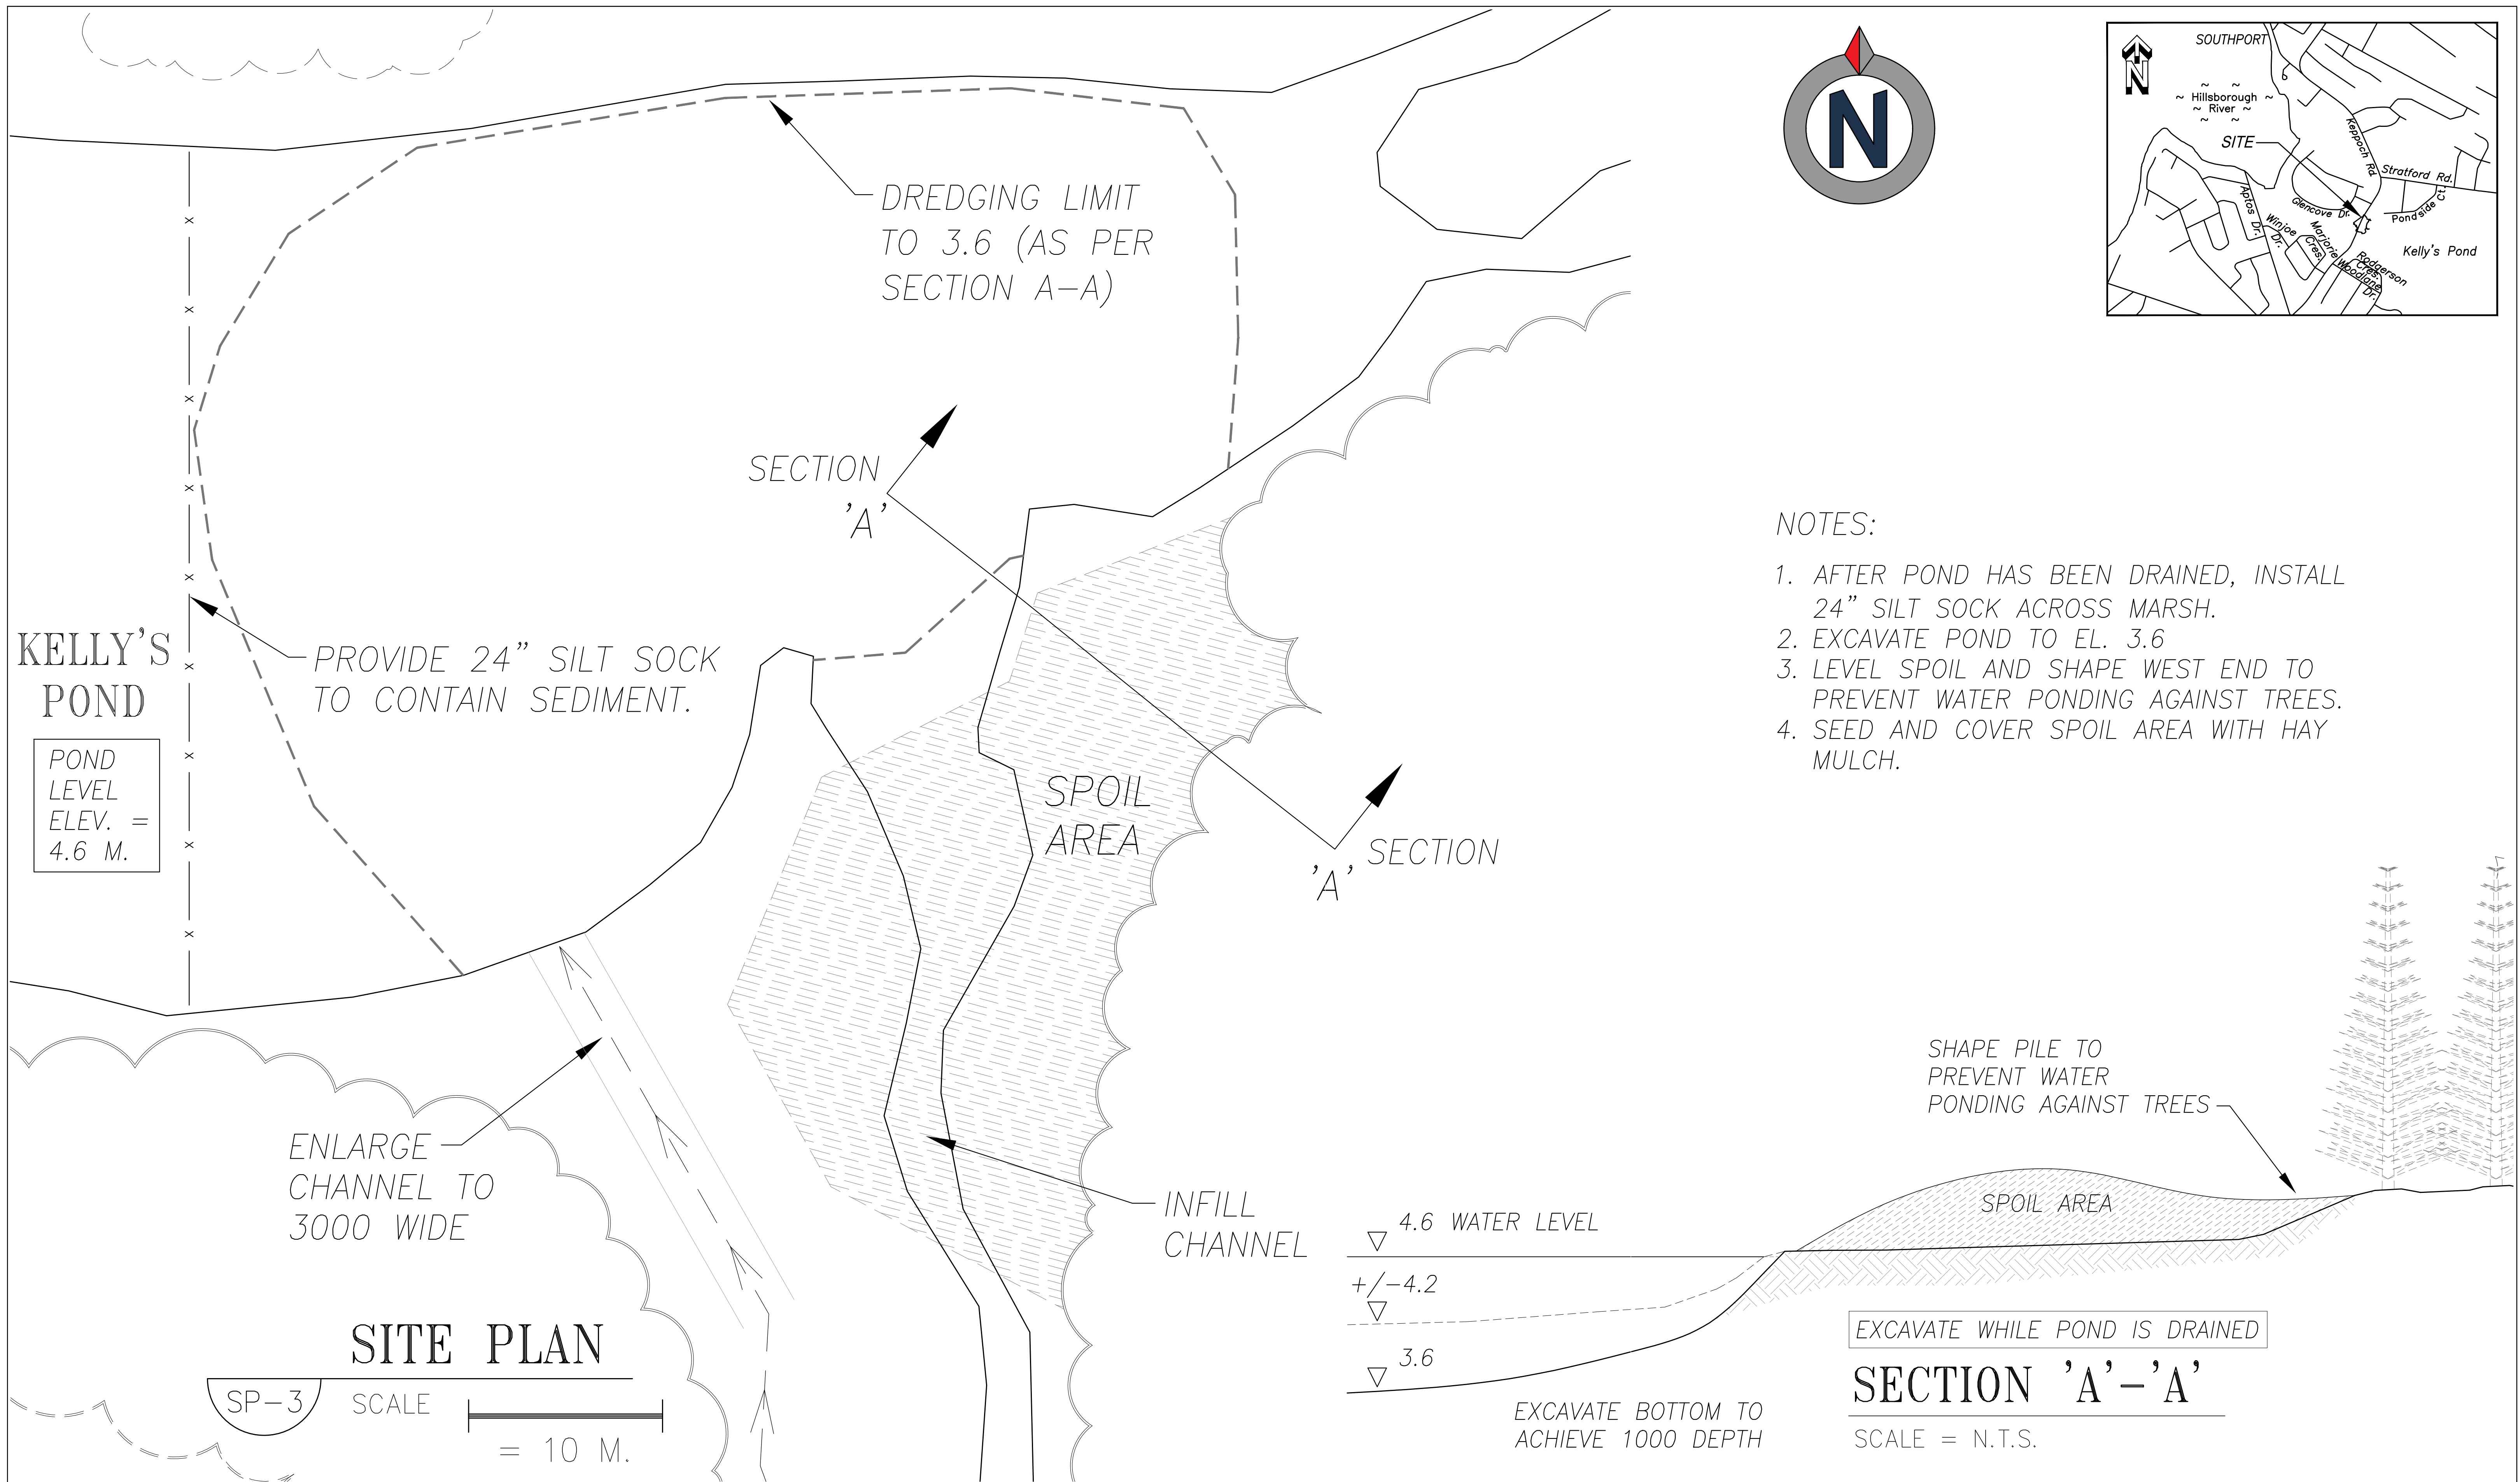 DREDGING LIMIT
TO 3.6 (AS PER
SECTION A-A)
SECTION
'A'
KELLY'S
POND
POND
LEVEL
ELEV. =
4.6 M.
PROVIDE 24" SILT SOCK
TO CONTAIN SEDIMENT.
SPOIL
AREA
'A' SECTION
ENLARGE
CHANNEL TO
3000 WIDE
INFILL
CHANNEL
SITE PLAN
SP-3
SCALE
= 10 M.
N
N
SOUTHPORT
~ ~
~ Hillsborough ~
~ River ~
~ ~
SITE
Keppoch Rd.
Stratford Rd.
Glencove Dr.
Pondside Ct.
Aptos Dr.
Winjoe Dr.
Marjorie Cres.
Rodgerson Cres.
Woodlane Dr.
Kelly's Pond
NOTES:
1. AFTER POND HAS BEEN DRAINED, INSTALL
24" SILT SOCK ACROSS MARSH.
2. EXCAVATE POND TO EL. 3.6
3. LEVEL SPOIL AND SHAPE WEST END TO
PREVENT WATER PONDING AGAINST TREES.
4. SEED AND COVER SPOIL AREA WITH HAY
MULCH.
SHAPE PILE TO
PREVENT WATER
PONDING AGAINST TREES
SPOIL AREA
4.6 WATER LEVEL
+/-4.2
3.6
EXCAVATE BOTTOM TO
ACHIEVE 1000 DEPTH
EXCAVATE WHILE POND IS DRAINED
SECTION 'A'-'A'
SCALE = N.T.S.